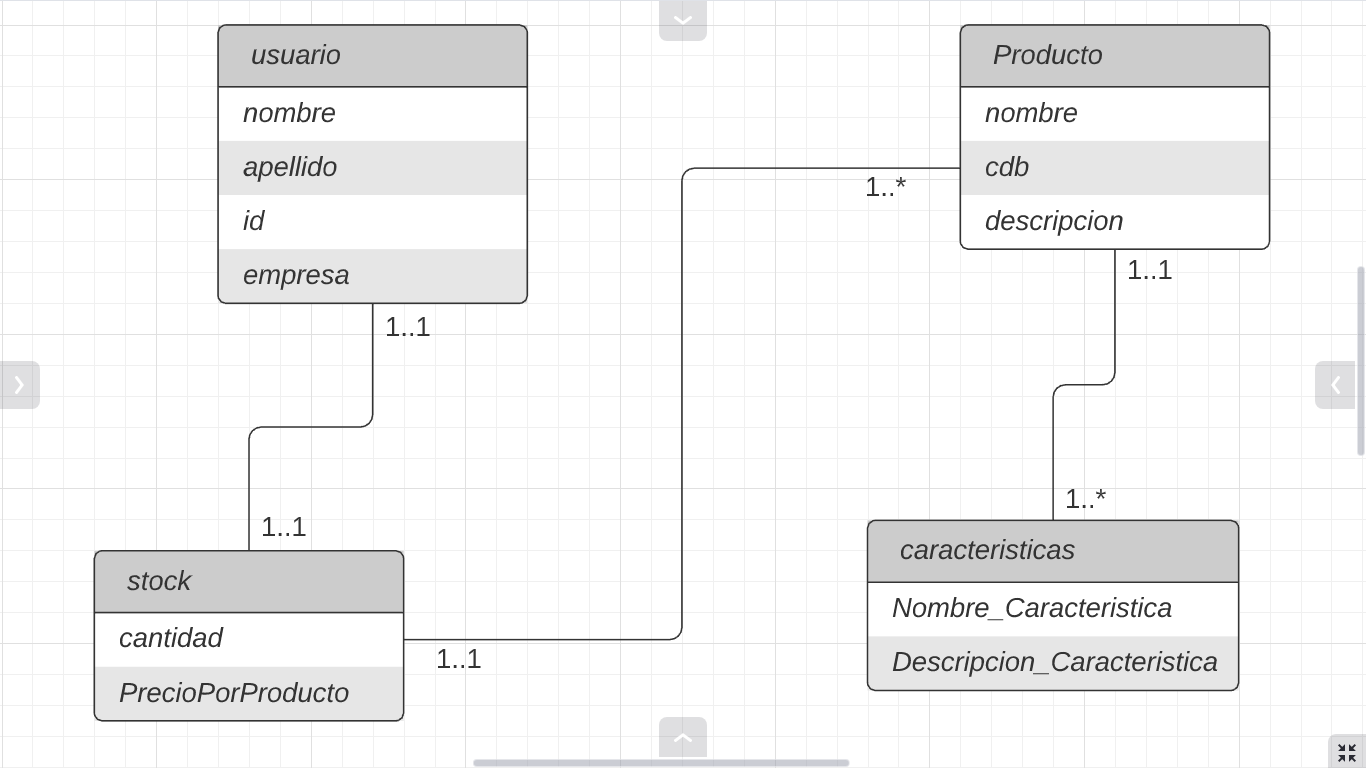 usuario
nombre
apellido
id
empresa
1..1
1..1
stock
cantidad
PrecioPorProducto
1..1
Producto
nombre
cdb
descripcion
1..*
1..1
1..*
caracteristicas
Nombre_Caracteristica
Descripcion_Caracteristica